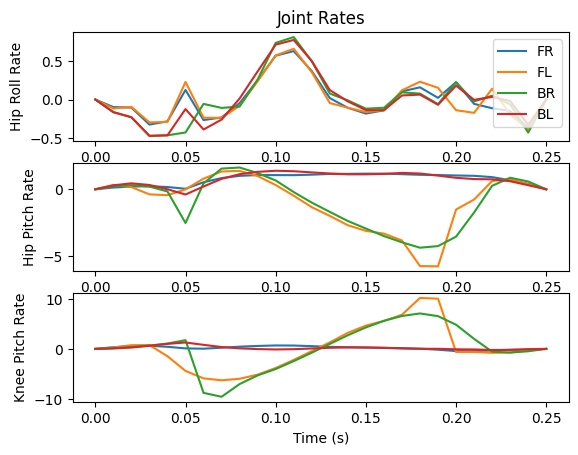 Joint Rates
Hip Roll Rate
0.5
0.0
−0.5
FR
FL
BR
BL
0.00 0.05 0.10 0.15 0.20 0.25
Hip Pitch Rate
0
−5
0.00 0.05 0.10 0.15 0.20 0.25
Knee Pitch Rate
10
0
−10
0.00 0.05 0.10 0.15 0.20 0.25
Time (s)